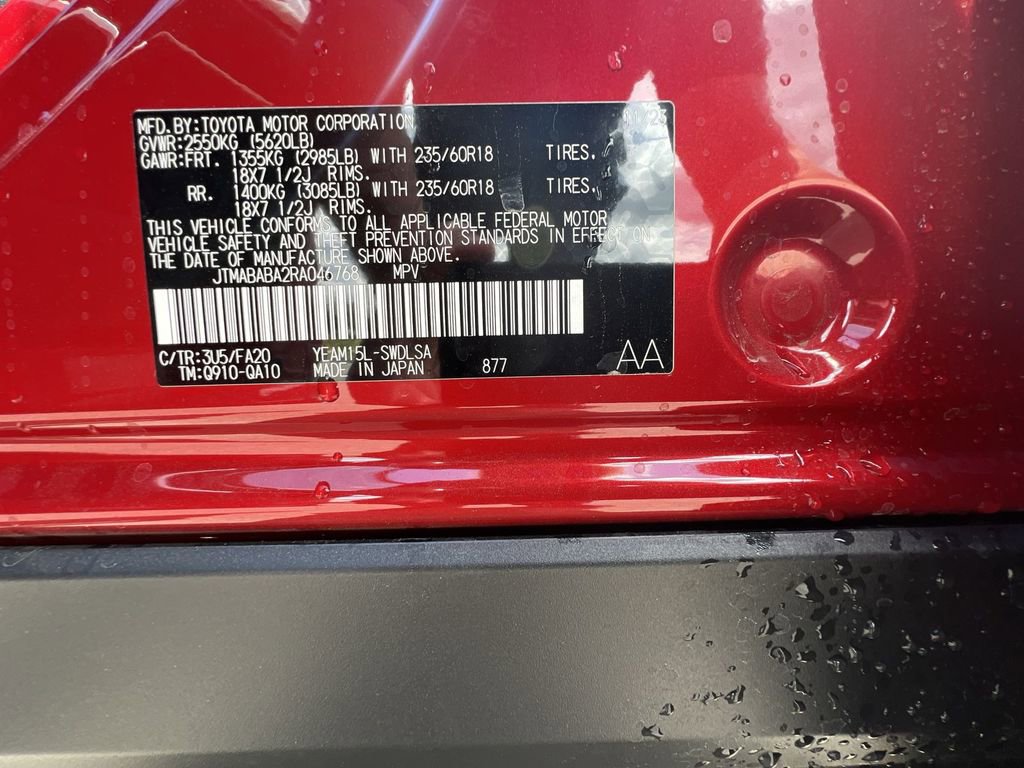 MFD.BY:TOYOTA MOTOR CORPORATION 11/23
GVWR:2550KG (5620LB)
GAWR:FRT. 1355KG (2985LB) WITH 235/60R18 TIRES.
18X7 1/2J RIMS.
RR. 1400KG (3085LB) WITH 235/60R18 TIRES.
18X7 1/2J RIMS.
THIS VEHICLE CONFORMS TO ALL APPLICABLE FEDERAL MOTOR
VEHICLE SAFETY AND THEFT PREVENTION STANDARDS IN EFFECT ON
THE DATE OF MANUFACTURE SHOWN ABOVE.
JTMABABA2RA046768 MPV
C/TR:3U5/FA20 YEAM15L-SWDLSA
TM:Q910-QA10 MADE IN JAPAN 877 AA